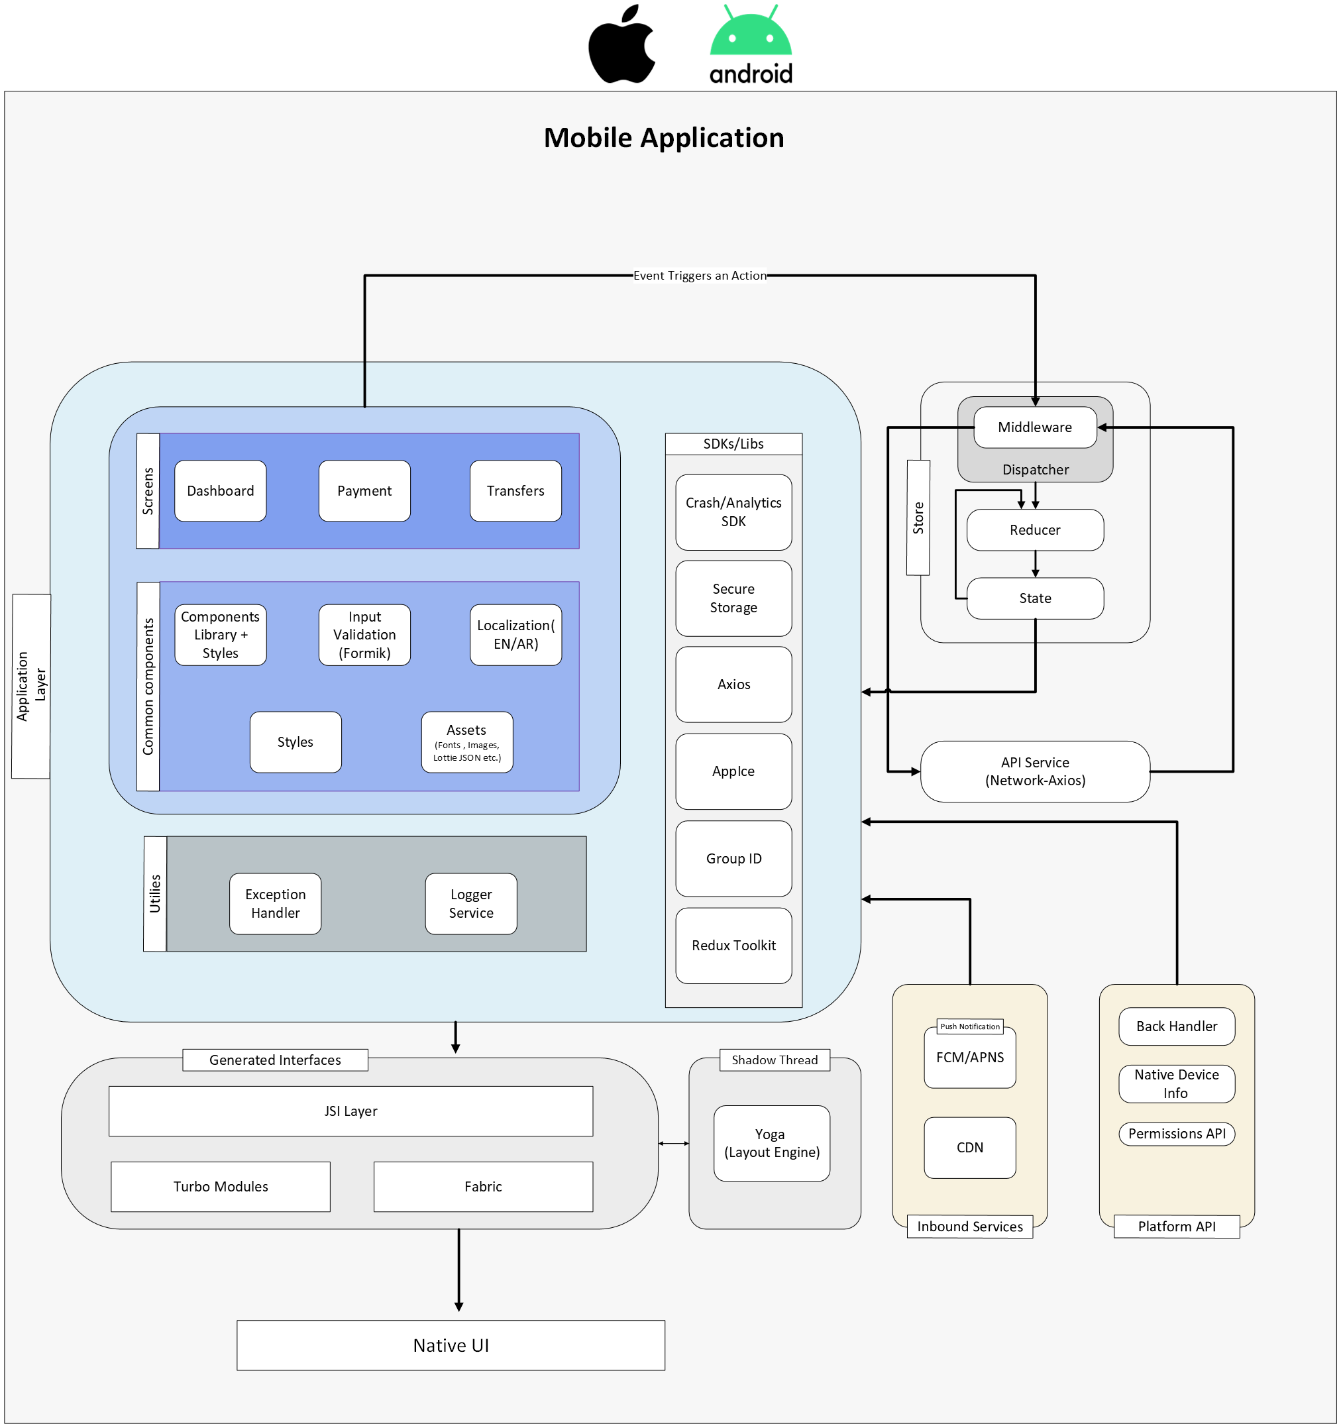 android
Mobile Application
Event Triggers an Action
Application
Layer
Screens
Dashboard
Payment
Transfers
Common components
Components
Library +
Styles
Input
Validation
(Formik)
Localization(
EN/AR)
Styles
Assets
(Fonts , Images,
Lottie JSON etc.)
Utilies
Exception
Handler
Logger
Service
SDKs/Libs
Crash/Analytics
SDK
Secure
Storage
Axios
AppIce
Group ID
Redux Toolkit
Store
Middleware
Dispatcher
Reducer
State
API Service
(Network-Axios)
Generated Interfaces
JSI Layer
Turbo Modules
Fabric
Shadow Thread
Yoga
(Layout Engine)
Push Notification
FCM/APNS
CDN
Inbound Services
Back Handler
Native Device
Info
Permissions API
Platform API
Native UI